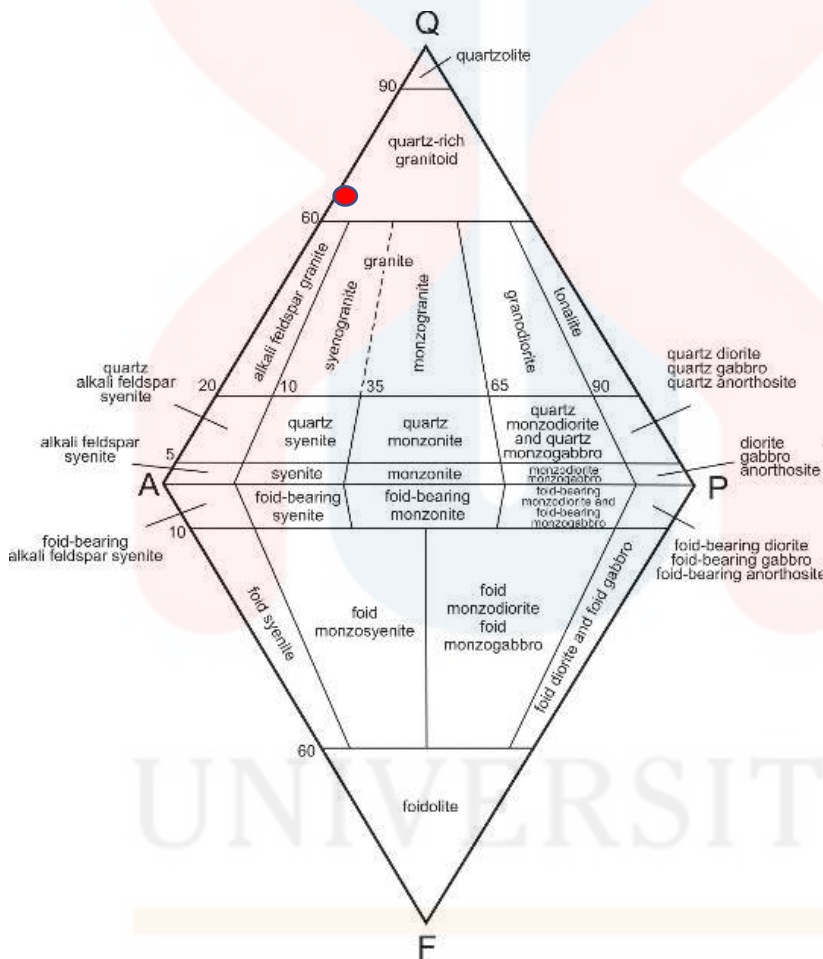 Q
quartzolite
90
quartz-rich
granitoid
60
alkali feldspar granite
syenogranite
granite
monzogranite
granodiorite
tonalite
quartz
alkali feldspar
syenite
20
10
35
65
90
quartz diorite
quartz gabbro
quartz anorthosite
quartz
syenite
quartz
monzonite
quartz
monzodiorite
and quartz
monzogabbro
alkali feldspar
syenite
5
syenite
monzonite
monzodiorite
monzogabbro
diorite
gabbro
anorthosite
A
P
foid-bearing
alkali feldspar syenite
10
foid-bearing
syenite
foid-bearing
monzonite
foid-bearing
monzodiorite and
foid-bearing
monzogabbro
foid-bearing diorite
foid-bearing gabbro
foid-bearing anorthosite
foid syenite
foid
monzosyenite
foid
monzodiorite
foid
monzogabbro
foid diorite and foid gabbro
60
foidolite
F
UNIVERSIT